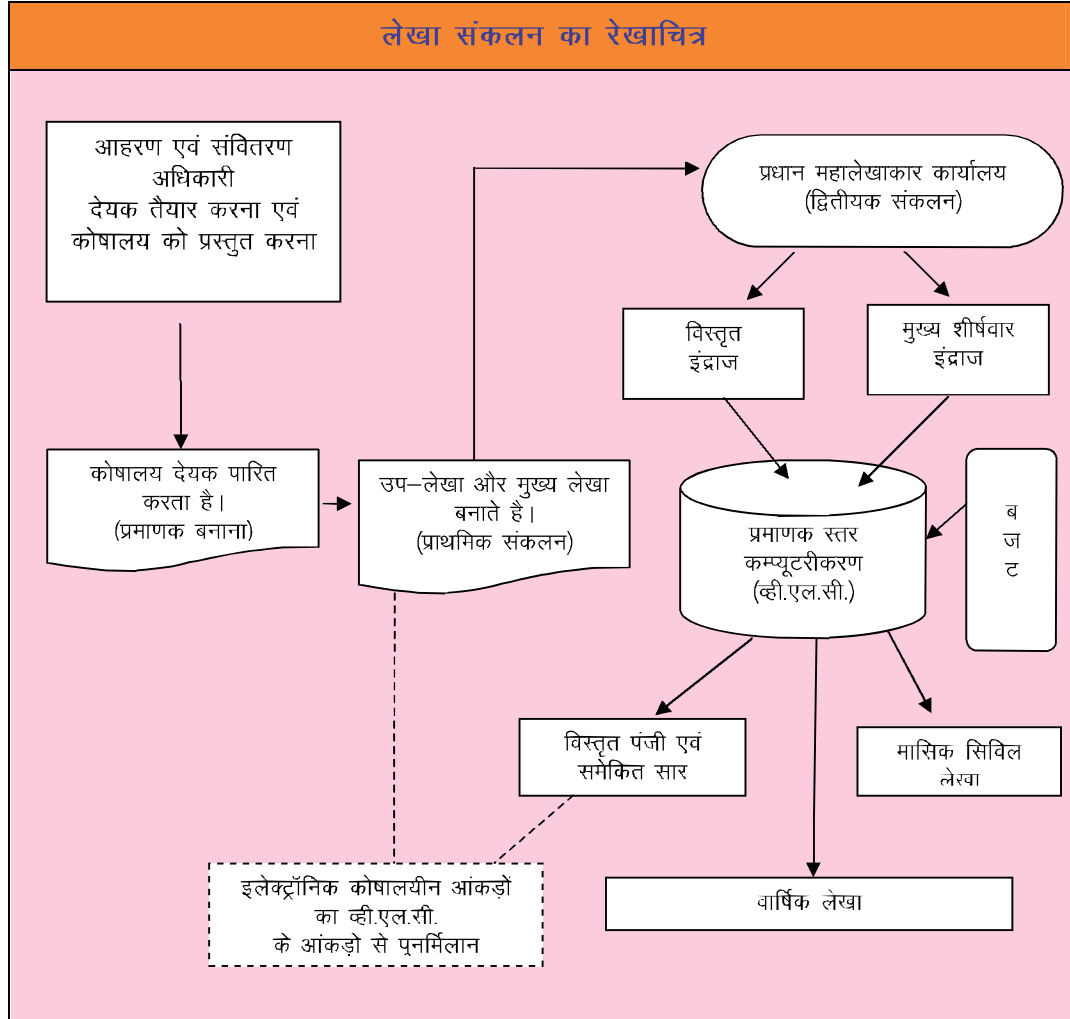 लेखा संकलन का रेखाचित्र
आहरण एवं संवितरण
अधिकारी
देयक तैयार करना एवं
कोषालय को प्रस्तुत करना
प्रधान महालेखाकार कार्यालय
(द्वितीयक संकलन)
विस्तृत
इंद्राज
मुख्य शीर्षवार
इंद्राज
कोषालय देयक पारित
करता है।
(प्रमाणक बनाना)
उप–लेखा और मुख्य लेखा
बनाते है।
(प्राथमिक संकलन)
प्रमाणक स्तर
कम्प्यूटरीकरण
(व्ही.एल.सी.)
ब
ज
ट
विस्तृत पंजी एवं
समेकित सार
मासिक सिविल
लेखा
इलेक्ट्रॉनिक कोषालयीन आंकड़ों
का व्ही.एल.सी.
के आंकड़ो से पुनर्मिलान
वार्षिक लेखा